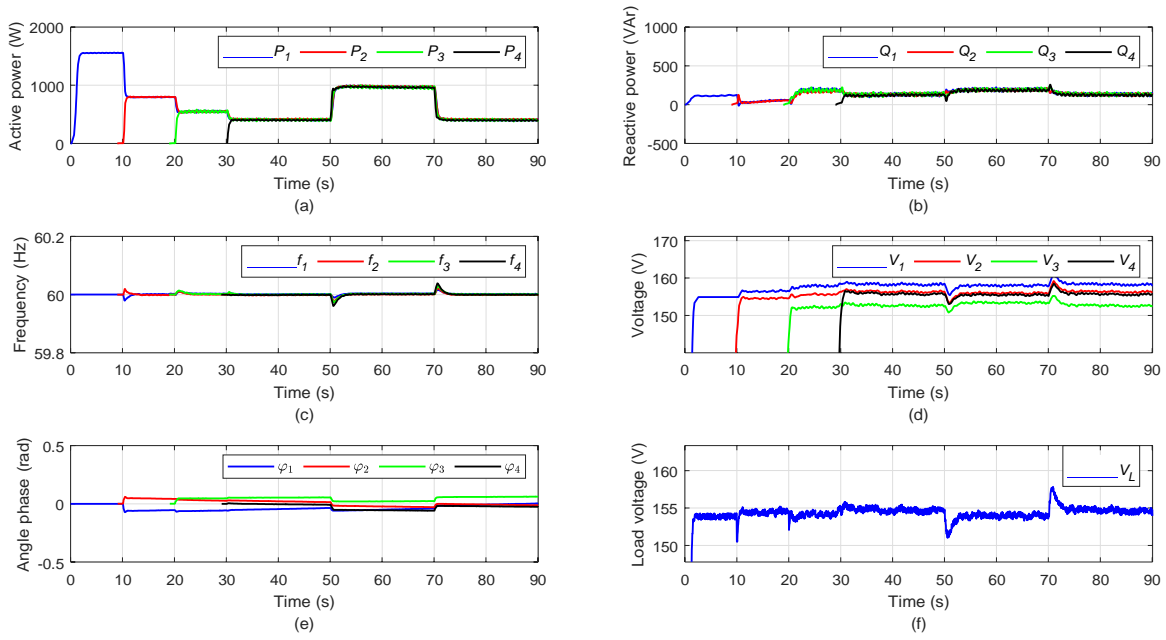 Active power (W)
2000
1000
0
P1 P2 P3 P4
0 10 20 30 40 50 60 70 80 90
Time (s)
(a)
Reactive power (VAr)
1000
500
0
-500
Q1 Q2 Q3 Q4
0 10 20 30 40 50 60 70 80 90
Time (s)
(b)
Frequency (Hz)
60.2
60
59.8
f1 f2 f3 f4
0 10 20 30 40 50 60 70 80 90
Time (s)
(c)
Voltage (V)
170
160
150
V1 V2 V3 V4
0 10 20 30 40 50 60 70 80 90
Time (s)
(d)
Angle phase (rad)
0.5
0
-0.5
φ1 φ2 φ3 φ4
0 10 20 30 40 50 60 70 80 90
Time (s)
(e)
Load voltage (V)
160
155
150
VL
0 10 20 30 40 50 60 70 80 90
Time (s)
(f)